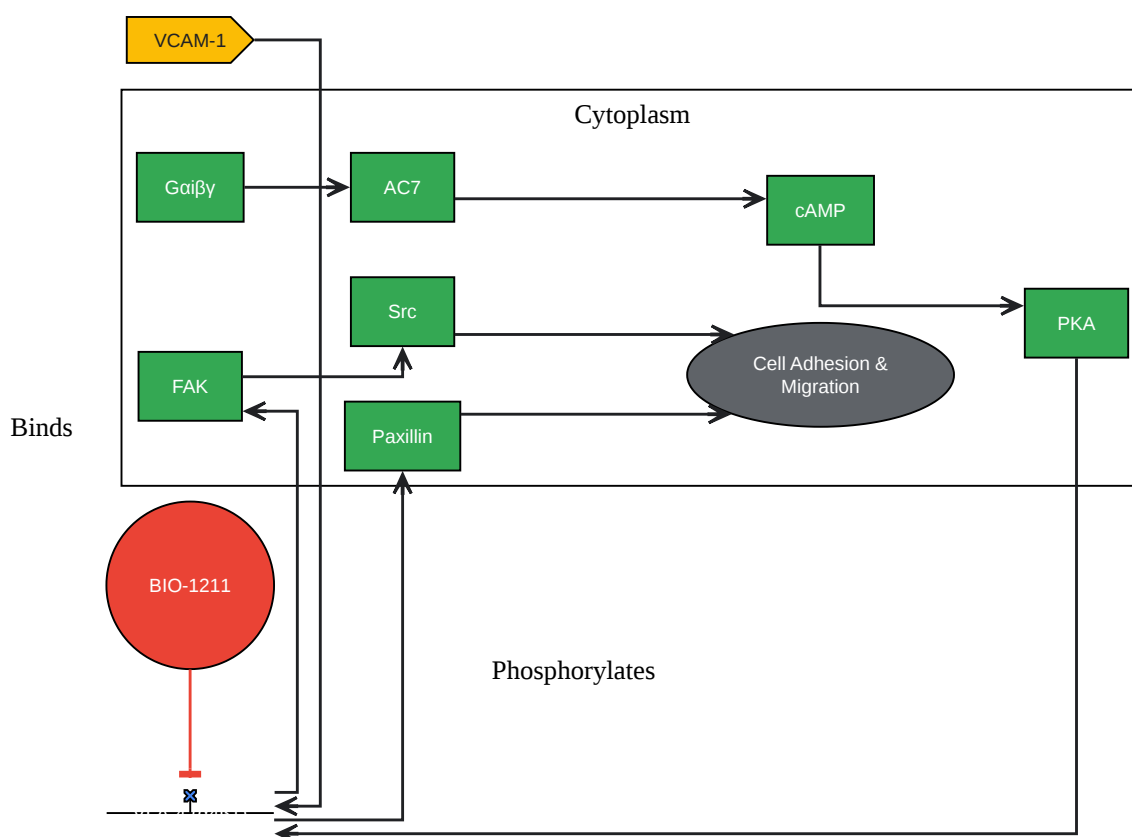 VCAM-1
Cytoplasm
Gαiβγ
AC7
cAMP
Src
PKA
Cell Adhesion &
Migration
FAK
Paxillin
Binds
BIO-1211
Phosphorylates